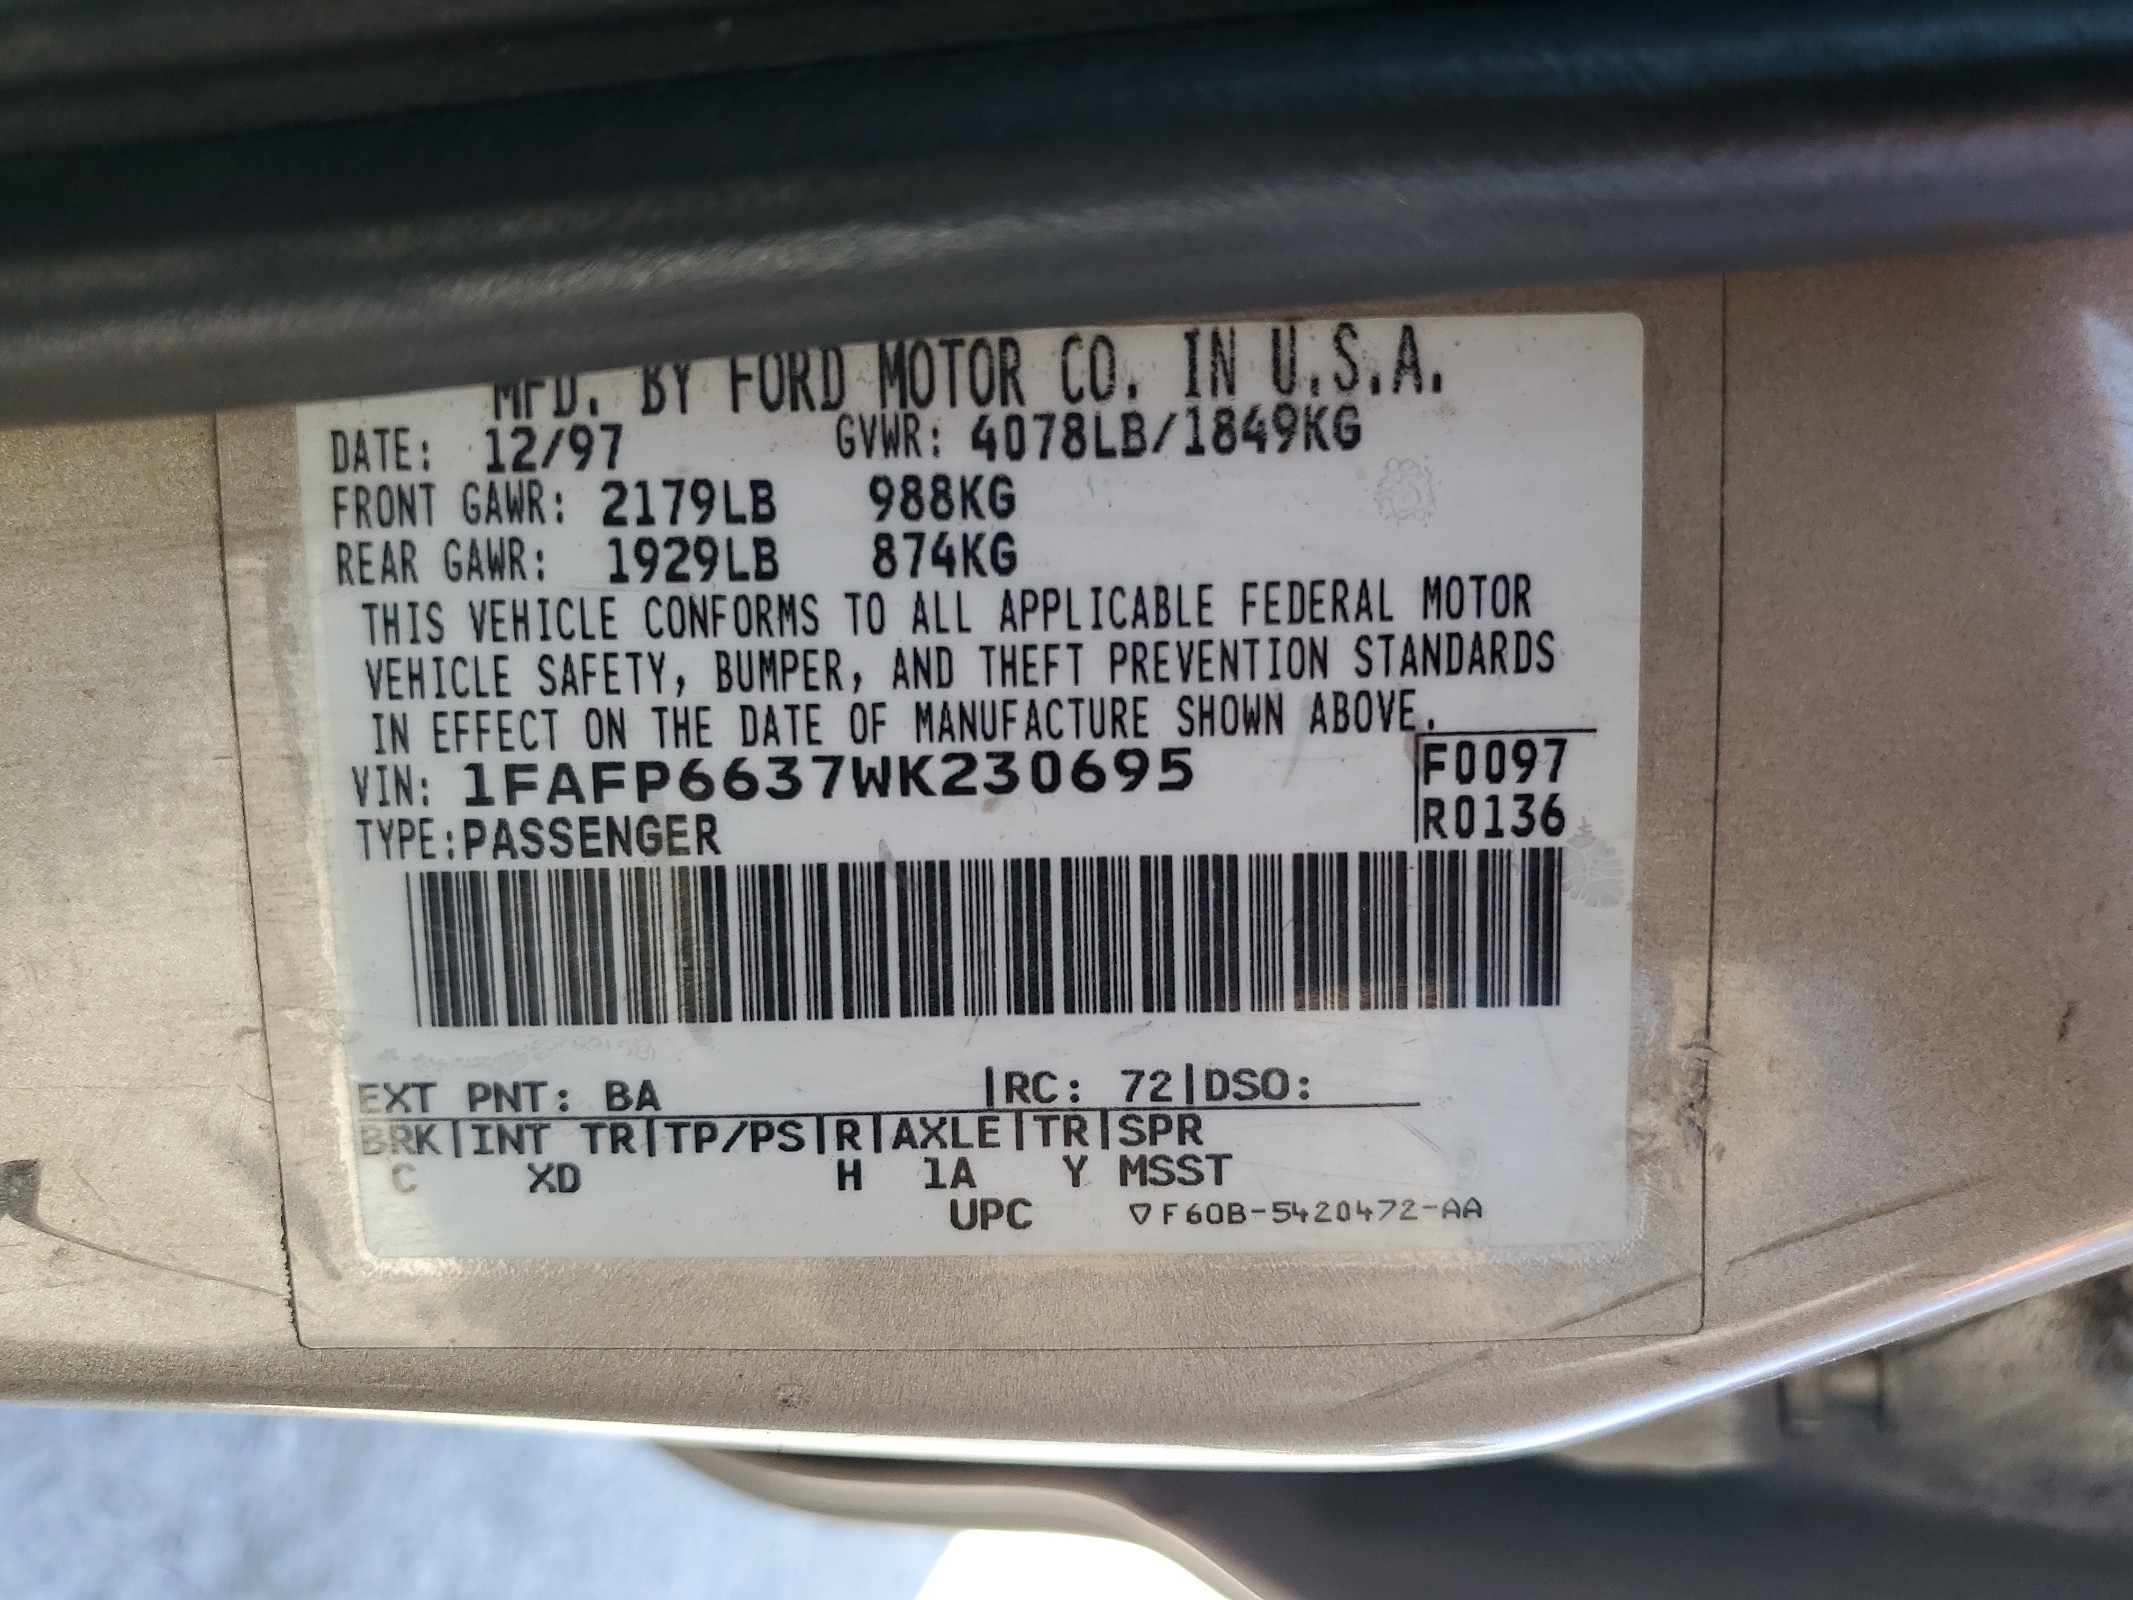 MFD. BY FORD MOTOR CO. IN U.S.A.
DATE: 12/97 GVWR: 4078LB/1849KG
FRONT GAWR: 2179LB 988KG
REAR GAWR: 1929LB 874KG
THIS VEHICLE CONFORMS TO ALL APPLICABLE FEDERAL MOTOR
VEHICLE SAFETY, BUMPER, AND THEFT PREVENTION STANDARDS
IN EFFECT ON THE DATE OF MANUFACTURE SHOWN ABOVE.
VIN: 1FAFP6637WK230695 F0097
TYPE:PASSENGER R0136
EXT PNT: BA |RC: 72|DSO:
BRK|INT TR|TP/PS|R|AXLE|TR|SPR
C XD H 1A Y MSST
UPC ▽F60B-5420472-AA